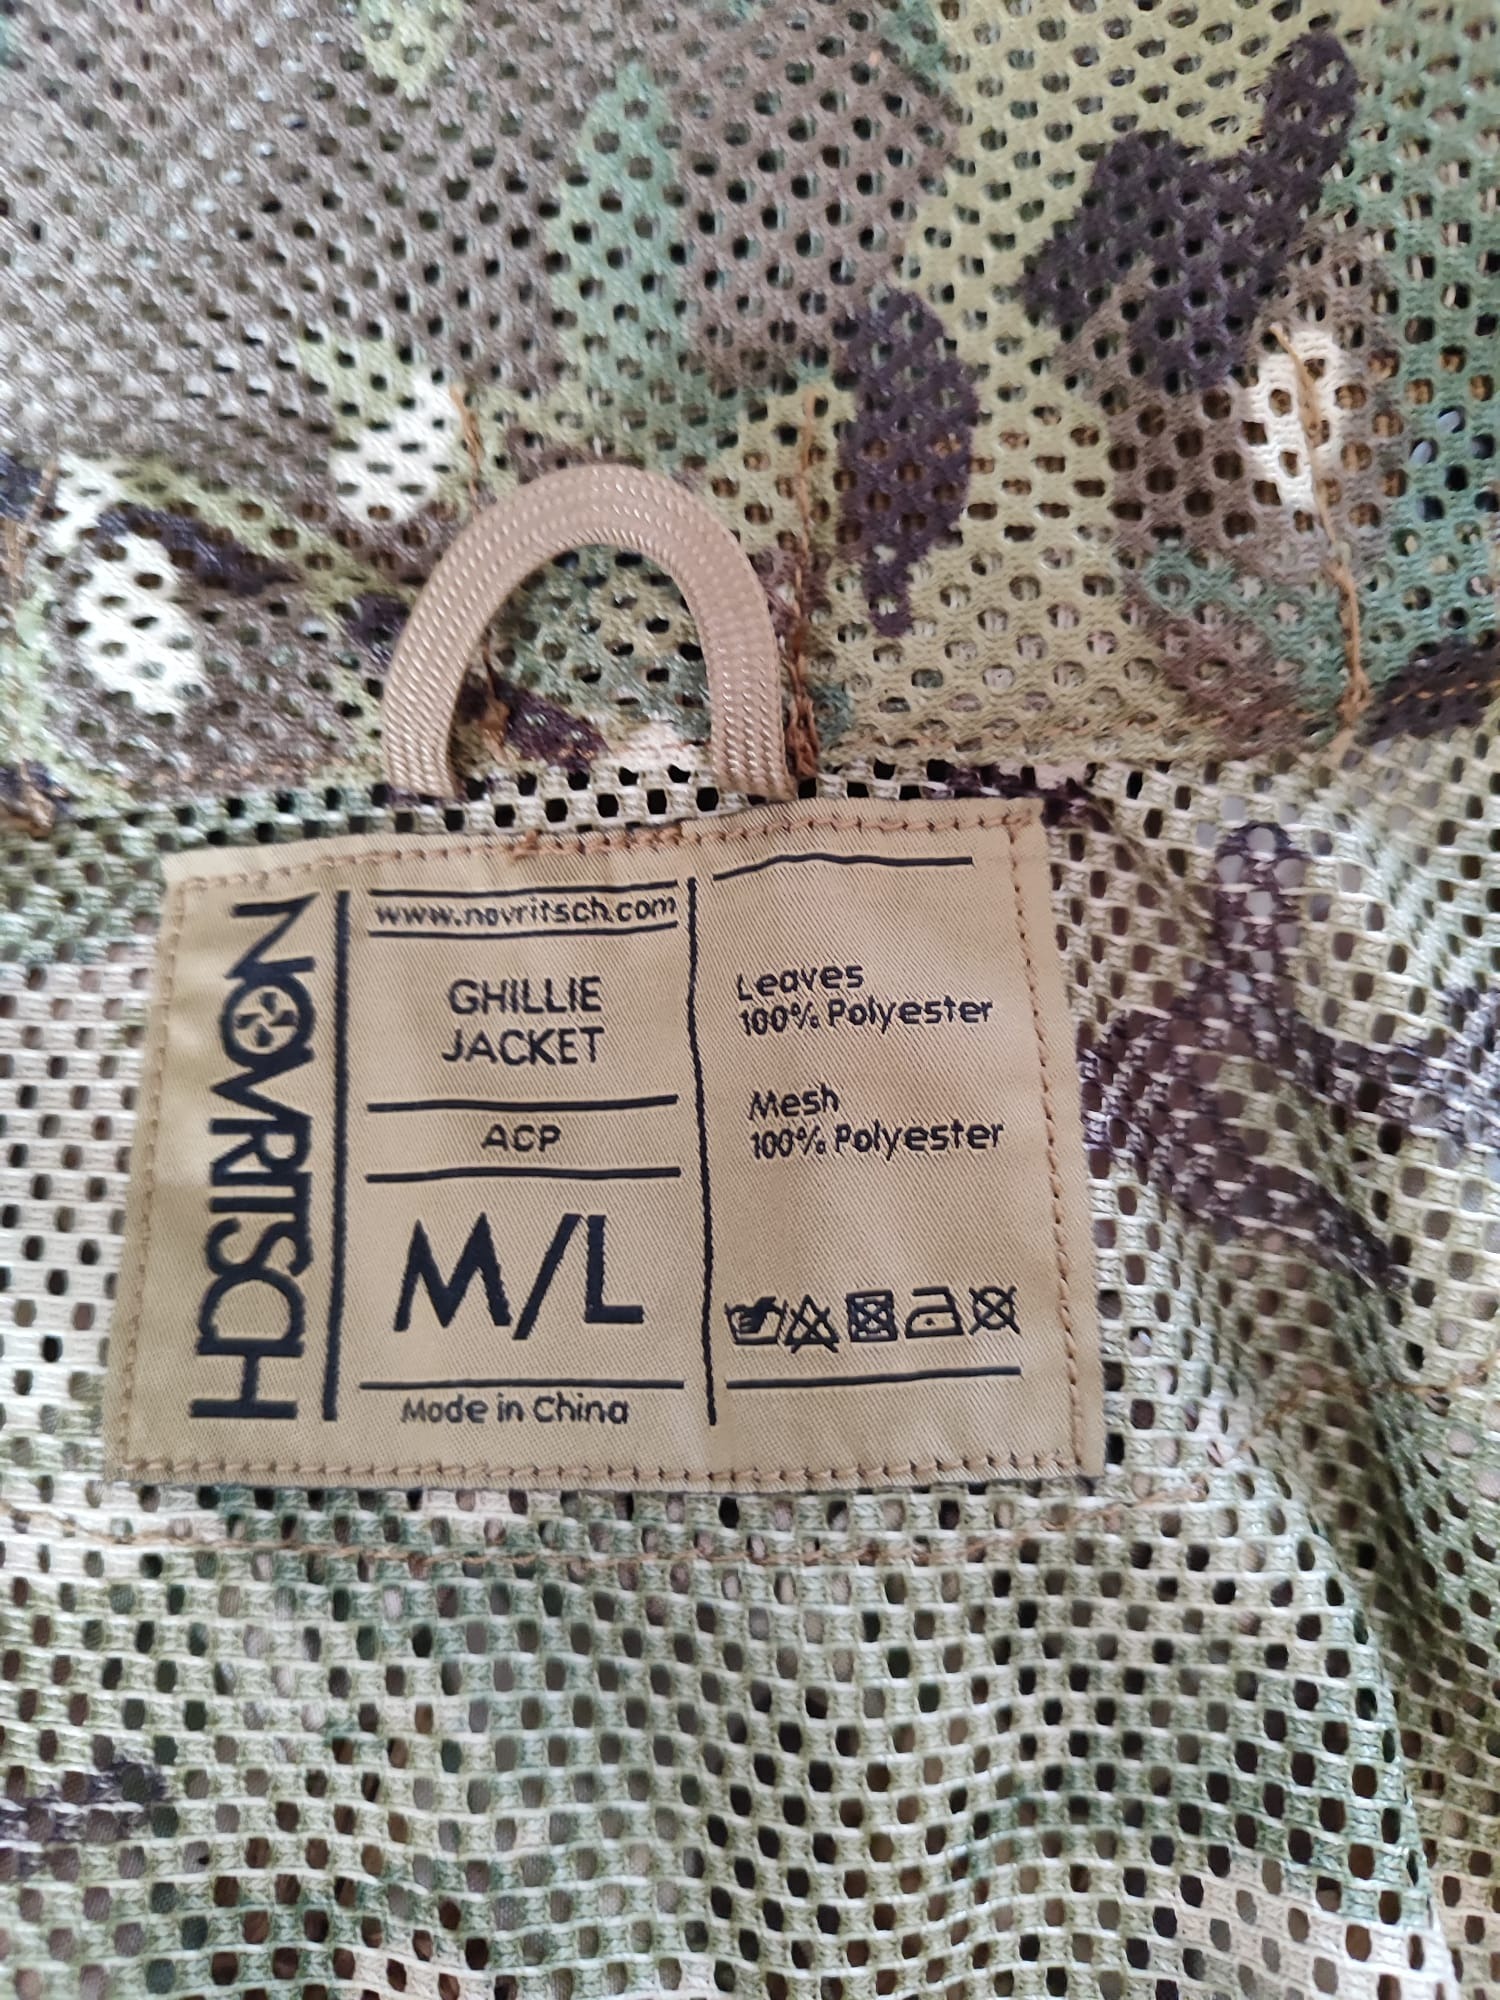 NOVRITSCH
www.novritsch.com
GHILLIE
JACKET
ACP
M/L
Made in China
Leaves
100% Polyester
Mesh
100% Polyester